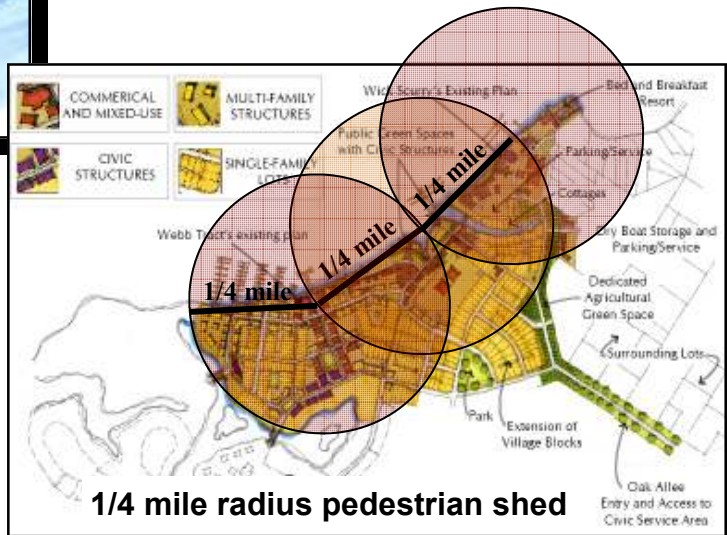 COMMERICAL
AND MIXED-USE
MULTI-FAMILY
STRUCTURES
CIVIC
STRUCTURES
SINGLE-FAMILY
LOTS
Wick Scurry's Existing Plan
Bed and Breakfast
Resort
Public Green Spaces
with Civic Structures
Parking/Service
Cottages
Webb Tract's existing plan
Dry Boat Storage and
Parking/Service
1/4 mile
1/4 mile
1/4 mile
Dedicated
Agricultural
Green Space
Surrounding Lots
Park
Extension of
Village Blocks
Oak Allee
Entry and Access to
Civic Service Area
1/4 mile radius pedestrian shed